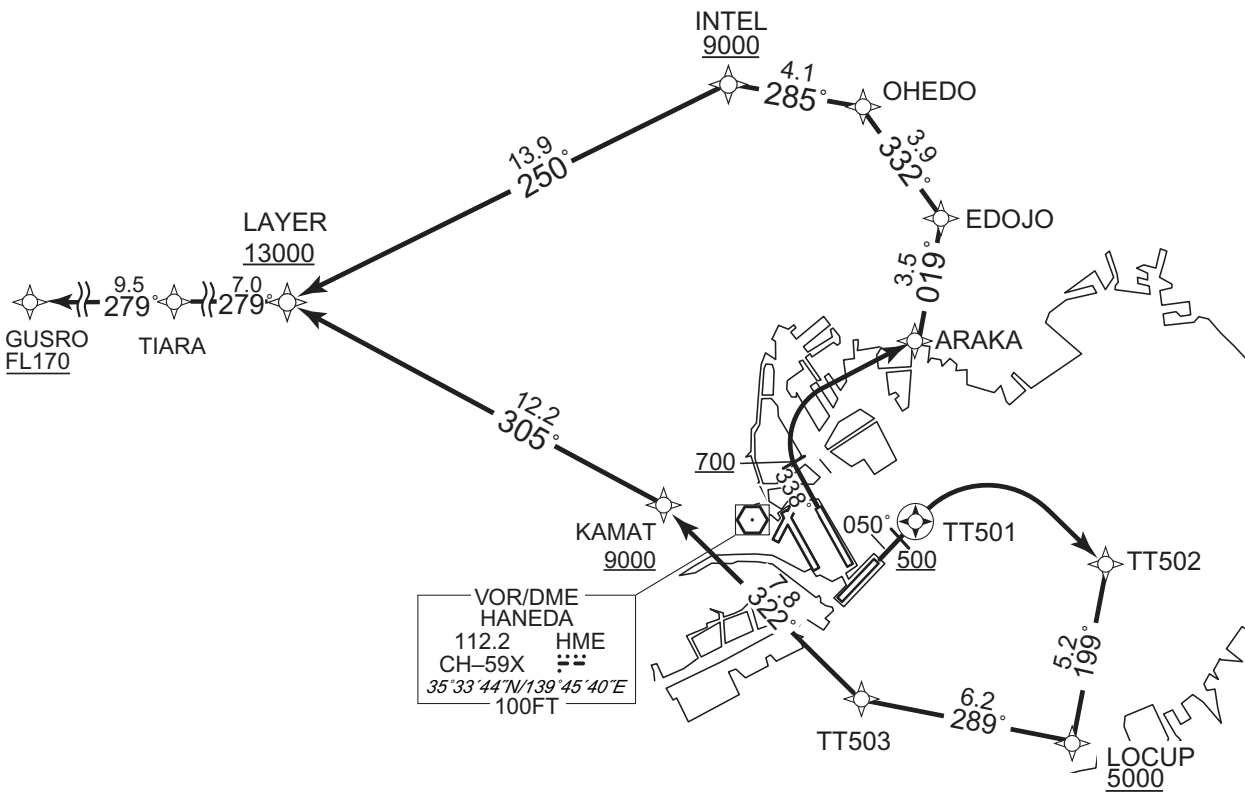 INTEL
9000
4.1
285°
OHEDO
3.9
332°
13.9
250°
EDOJO
LAYER
13000
3.5
019°
9.5
279°
7.0
279°
GUSRO
FL170
TIARA
ARAKA
12.2
305°
700
338°
KAMAT
9000
050°
500
TT501
TT502
VOR/DME
HANEDA
112.2 HME
CH–59X
35°33´44˝N/139°45´40˝E
100FT
7.8
322°
5.2
199°
6.2
289°
TT503
LOCUP
5000